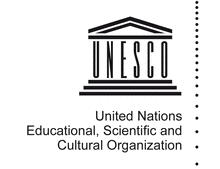 UNESCO
United Nations
Educational, Scientific and
Cultural Organization